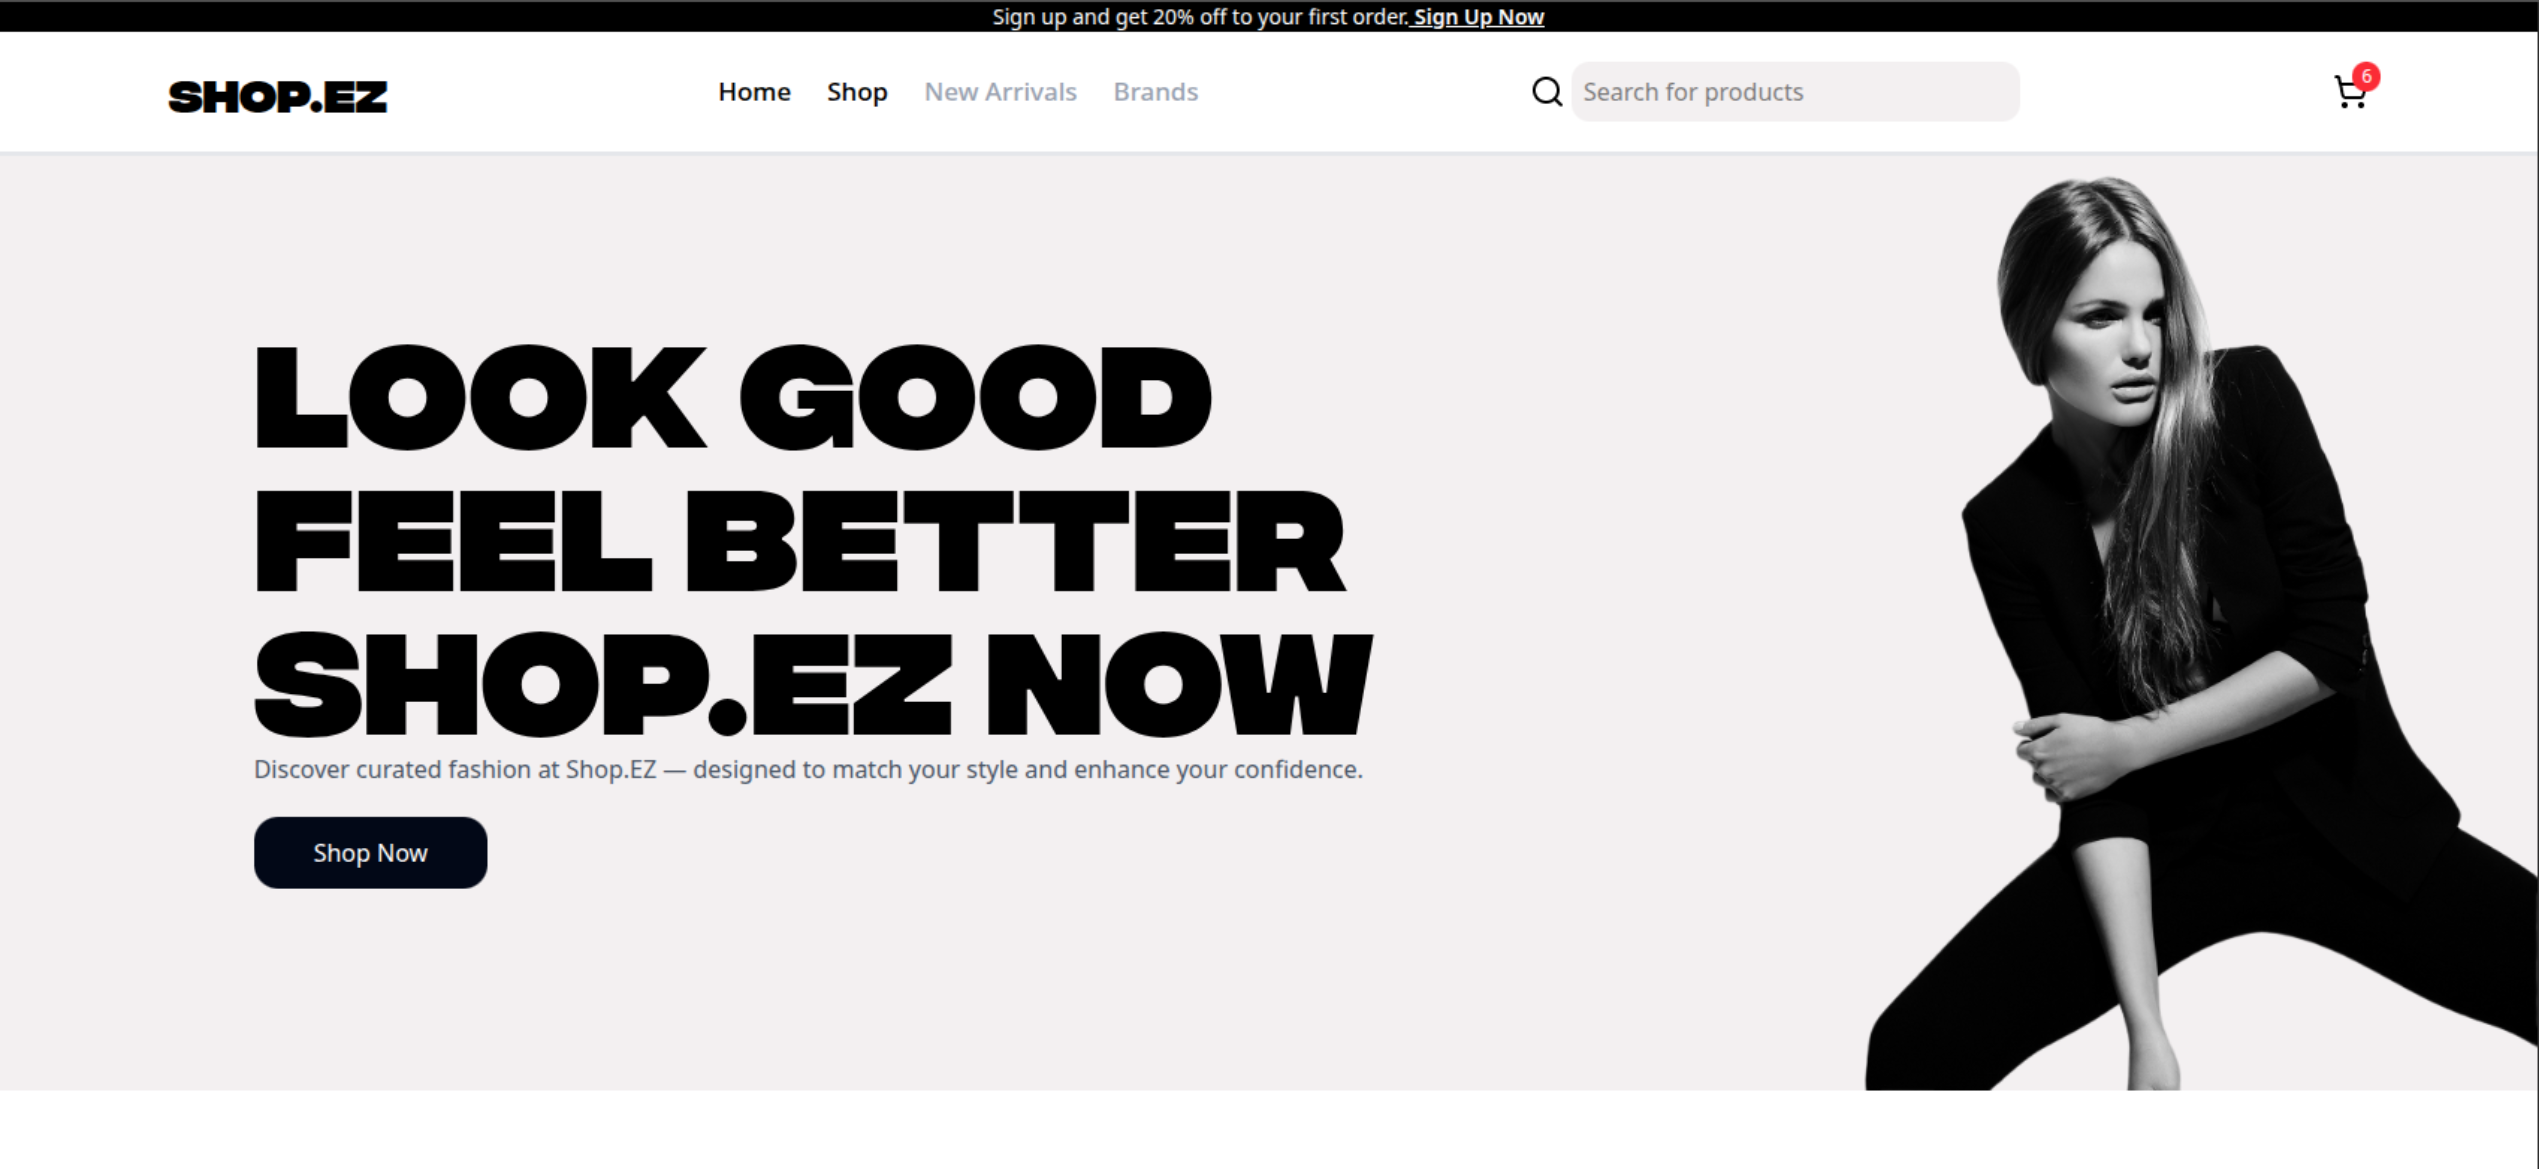 Sign up and get 20% off to your first order. Sign Up Now
SHOP.EZ
Home Shop New Arrivals Brands
Search for products
6
LOOK GOOD
FEEL BETTER
SHOP.EZ NOW
Discover curated fashion at Shop.EZ — designed to match your style and enhance your confidence.
Shop Now